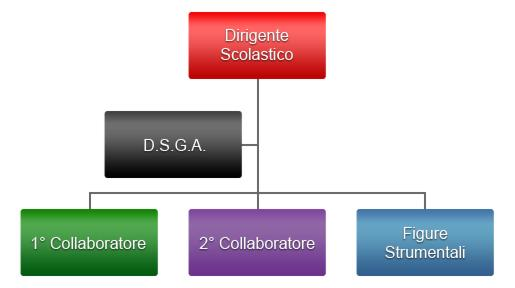 Dirigente
Scolastico
D.S.G.A.
1° Collaboratore
2° Collaboratore
Figure
Strumentali